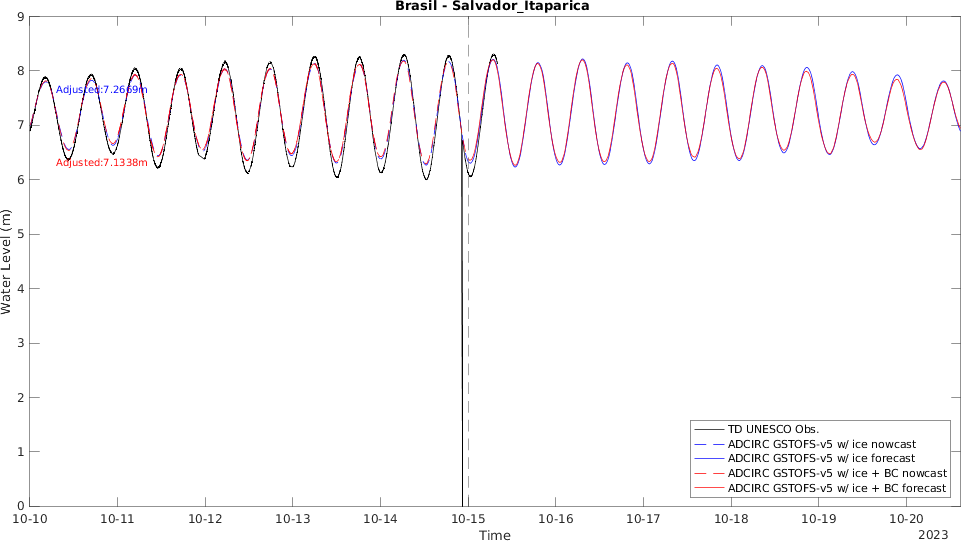 Brasil - Salvador_Itaparica
Water Level (m)
9
8
7
6
5
4
3
2
1
0
Adjusted:7.2669m
Adjusted:7.1338m
TD UNESCO Obs.
ADCIRC GSTOFS-v5 w/ ice nowcast
ADCIRC GSTOFS-v5 w/ ice forecast
ADCIRC GSTOFS-v5 w/ ice + BC nowcast
ADCIRC GSTOFS-v5 w/ ice + BC forecast
10-10 10-11 10-12 10-13 10-14 10-15 10-16 10-17 10-18 10-19 10-20
Time
2023